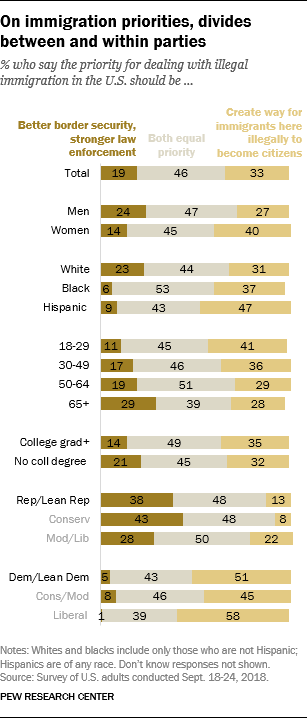 On immigration priorities, divides
between and within parties
% who say the priority for dealing with illegal
immigration in the U.S. should be ...
Better border security,
stronger law
enforcement
Both equal
priority
Create way for
immigrants here
illegally to
become citizens
Total 19 46 33
Men 24 47 27
Women 14 45 40
White 23 44 31
Black 6 53 37
Hispanic 9 43 47
18-29 11 45 41
30-49 17 46 36
50-64 19 51 29
65+ 29 39 28
College grad+ 14 49 35
No coll degree 21 45 32
Rep/Lean Rep 38 48 13
Conserv 43 48 8
Mod/Lib 28 50 22
Dem/Lean Dem 5 43 51
Cons/Mod 8 46 45
Liberal 1 39 58
Notes: Whites and blacks include only those who are not Hispanic;
Hispanics are of any race. Don't know responses not shown.
Source: Survey of U.S. adults conducted Sept. 18-24, 2018.
PEW RESEARCH CENTER